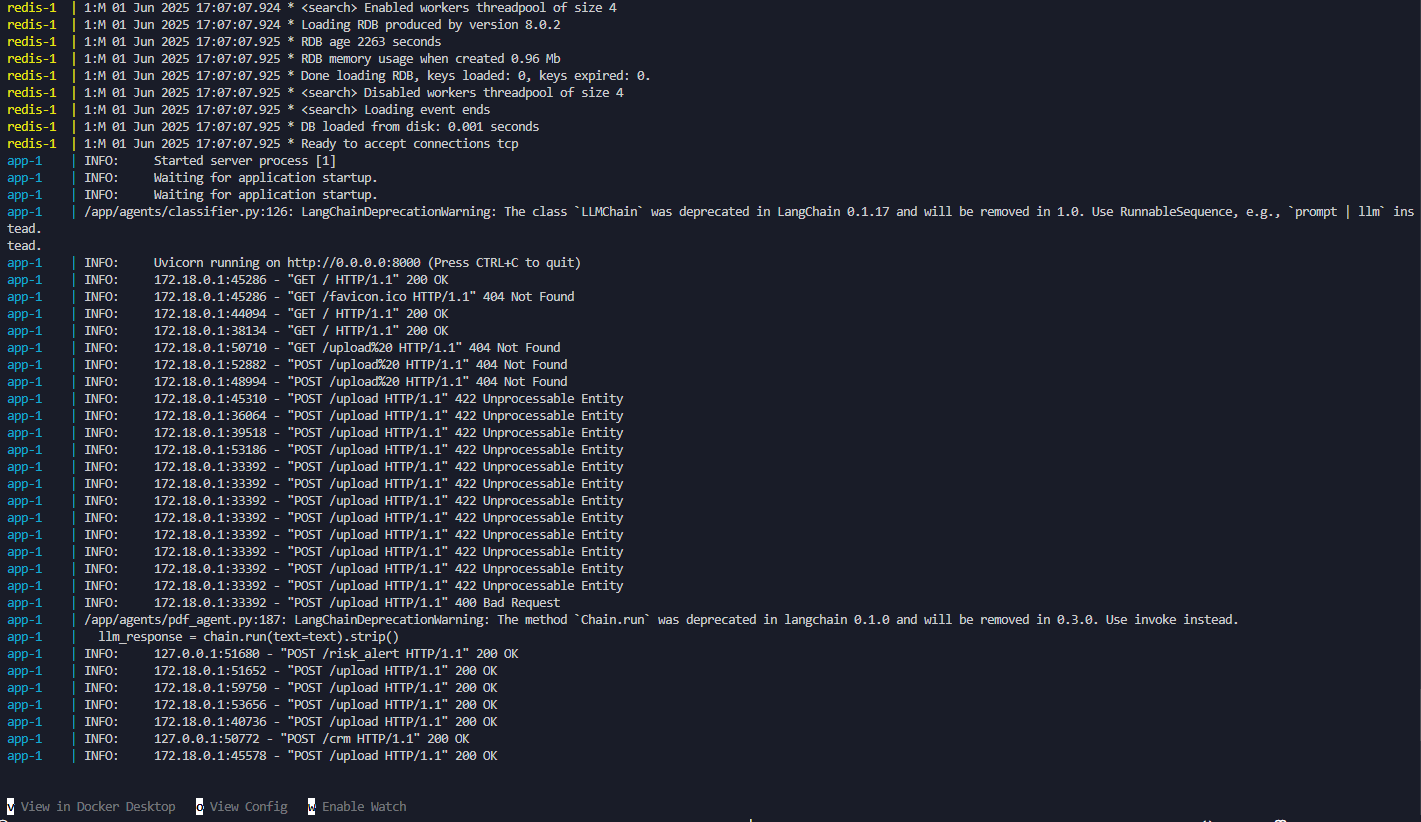 redis-1 | 1:M 01 Jun 2025 17:07:07.924 * <search> Enabled workers threadpool of size 4
redis-1 | 1:M 01 Jun 2025 17:07:07.924 * Loading RDB produced by version 8.0.2
redis-1 | 1:M 01 Jun 2025 17:07:07.925 * RDB age 2263 seconds
redis-1 | 1:M 01 Jun 2025 17:07:07.925 * RDB memory usage when created 0.96 Mb
redis-1 | 1:M 01 Jun 2025 17:07:07.925 * Done loading RDB, keys loaded: 0, keys expired: 0.
redis-1 | 1:M 01 Jun 2025 17:07:07.925 * <search> Disabled workers threadpool of size 4
redis-1 | 1:M 01 Jun 2025 17:07:07.925 * <search> Loading event ends
redis-1 | 1:M 01 Jun 2025 17:07:07.925 * DB loaded from disk: 0.001 seconds
redis-1 | 1:M 01 Jun 2025 17:07:07.925 * Ready to accept connections tcp
app-1 | INFO: Started server process [1]
app-1 | INFO: Waiting for application startup.
app-1 | INFO: Waiting for application startup.
app-1 | /app/agents/classifier.py:126: LangChainDeprecationWarning: The class `LLMChain` was deprecated in LangChain 0.1.17 and will be removed in 1.0. Use RunnableSequence, e.g., `prompt | llm` ins
tead.
tead.
app-1 | INFO: Uvicorn running on http://0.0.0.0:8000 (Press CTRL+C to quit)
app-1 | INFO: 172.18.0.1:45286 - "GET / HTTP/1.1" 200 OK
app-1 | INFO: 172.18.0.1:45286 - "GET /favicon.ico HTTP/1.1" 404 Not Found
app-1 | INFO: 172.18.0.1:44094 - "GET / HTTP/1.1" 200 OK
app-1 | INFO: 172.18.0.1:38134 - "GET / HTTP/1.1" 200 OK
app-1 | INFO: 172.18.0.1:50710 - "GET /upload%20 HTTP/1.1" 404 Not Found
app-1 | INFO: 172.18.0.1:52882 - "POST /upload%20 HTTP/1.1" 404 Not Found
app-1 | INFO: 172.18.0.1:48994 - "POST /upload%20 HTTP/1.1" 404 Not Found
app-1 | INFO: 172.18.0.1:45310 - "POST /upload HTTP/1.1" 422 Unprocessable Entity
app-1 | INFO: 172.18.0.1:36064 - "POST /upload HTTP/1.1" 422 Unprocessable Entity
app-1 | INFO: 172.18.0.1:39518 - "POST /upload HTTP/1.1" 422 Unprocessable Entity
app-1 | INFO: 172.18.0.1:53186 - "POST /upload HTTP/1.1" 422 Unprocessable Entity
app-1 | INFO: 172.18.0.1:33392 - "POST /upload HTTP/1.1" 422 Unprocessable Entity
app-1 | INFO: 172.18.0.1:33392 - "POST /upload HTTP/1.1" 422 Unprocessable Entity
app-1 | INFO: 172.18.0.1:33392 - "POST /upload HTTP/1.1" 422 Unprocessable Entity
app-1 | INFO: 172.18.0.1:33392 - "POST /upload HTTP/1.1" 422 Unprocessable Entity
app-1 | INFO: 172.18.0.1:33392 - "POST /upload HTTP/1.1" 422 Unprocessable Entity
app-1 | INFO: 172.18.0.1:33392 - "POST /upload HTTP/1.1" 422 Unprocessable Entity
app-1 | INFO: 172.18.0.1:33392 - "POST /upload HTTP/1.1" 422 Unprocessable Entity
app-1 | INFO: 172.18.0.1:33392 - "POST /upload HTTP/1.1" 422 Unprocessable Entity
app-1 | INFO: 172.18.0.1:33392 - "POST /upload HTTP/1.1" 400 Bad Request
app-1 | /app/agents/pdf_agent.py:187: LangChainDeprecationWarning: The method `Chain.run` was deprecated in langchain 0.1.0 and will be removed in 0.3.0. Use invoke instead.
app-1 | llm_response = chain.run(text=text).strip()
app-1 | INFO: 127.0.0.1:51680 - "POST /risk_alert HTTP/1.1" 200 OK
app-1 | INFO: 172.18.0.1:51652 - "POST /upload HTTP/1.1" 200 OK
app-1 | INFO: 172.18.0.1:59750 - "POST /upload HTTP/1.1" 200 OK
app-1 | INFO: 172.18.0.1:53656 - "POST /upload HTTP/1.1" 200 OK
app-1 | INFO: 172.18.0.1:40736 - "POST /upload HTTP/1.1" 200 OK
app-1 | INFO: 127.0.0.1:50772 - "POST /crm HTTP/1.1" 200 OK
app-1 | INFO: 172.18.0.1:45578 - "POST /upload HTTP/1.1" 200 OK
v View in Docker Desktop o View Config w Enable Watch